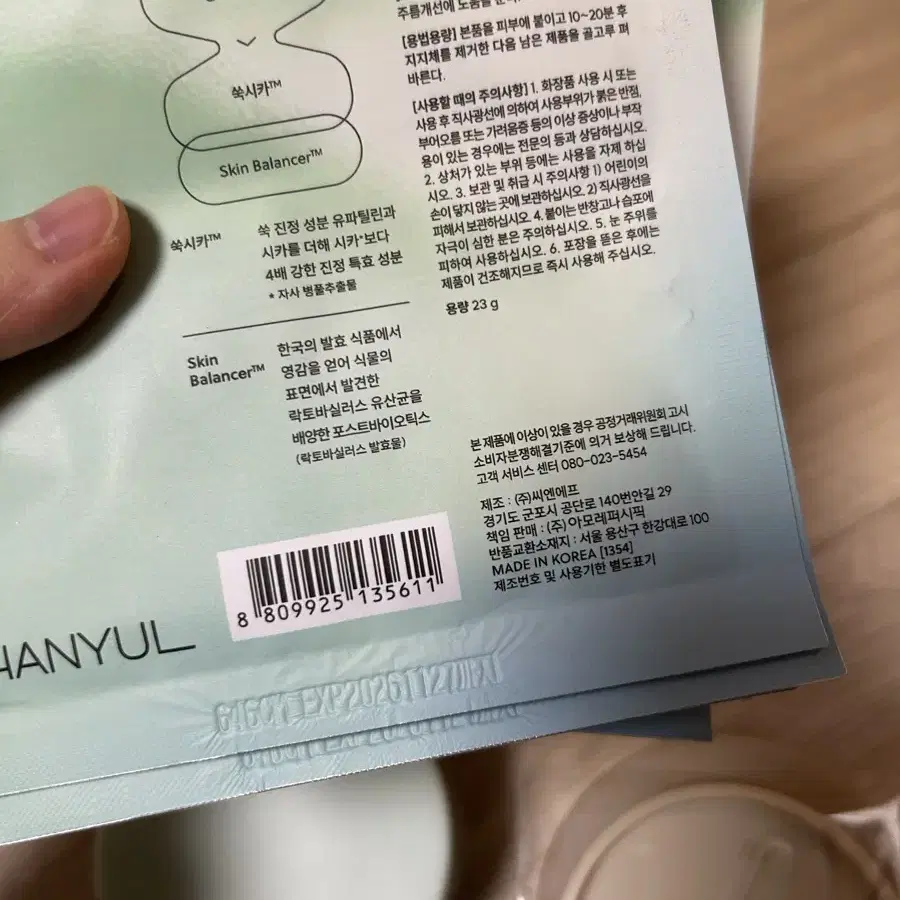 주름개선에 도움을 준다.
[용법용량] 본품을 피부에 붙이고 10~20분 후
지지체를 제거한 다음 남은 제품을 골고루 펴
바른다.
[사용할 때의 주의사항] 1. 화장품 사용 시 또는
사용 후 직사광선에 의하여 사용부위가 붉은 반점,
부어오름 또는 가려움증 등의 이상 증상이나 부작
용이 있는 경우에는 전문의 등과 상담하십시오.
2. 상처가 있는 부위 등에는 사용을 자제 하십
시오. 3. 보관 및 취급 시 주의사항 1) 어린이의
손이 닿지 않는 곳에 보관하십시오. 2) 직사광선을
피해서 보관하십시오. 4. 붙이는 반창고나 습포에
자극이 심한 분은 주의하십시오. 5. 눈 주위를
피하여 사용하십시오. 6. 포장을 뜯은 후에는
제품이 건조해지므로 즉시 사용해 주십시오.
용량 23 g
쑥시카™
Skin Balancer™
쑥시카™
쑥 진정 성분 유파틸린과
시카를 더해 시카*보다
4배 강한 진정 특효 성분
* 자사 병풀추출물
Skin
Balancer™
한국의 발효 식품에서
영감을 얻어 식물의
표면에서 발견한
락토바실러스 유산균을
배양한 포스트바이오틱스
(락토바실러스 발효물)
본 제품에 이상이 있을 경우 공정거래위원회 고시
소비자분쟁해결기준에 의거 보상해 드립니다.
고객 서비스 센터 080-023-5454
제조 : (주)씨엔에프
경기도 군포시 공단로 140번안길 29
책임 판매 : (주) 아모레퍼시픽
반품교환소재지 : 서울 용산구 한강대로 100
MADE IN KOREA [1354]
제조번호 및 사용기한 별도표기
8 809925 135611
HANYUL
EXP20261127까지